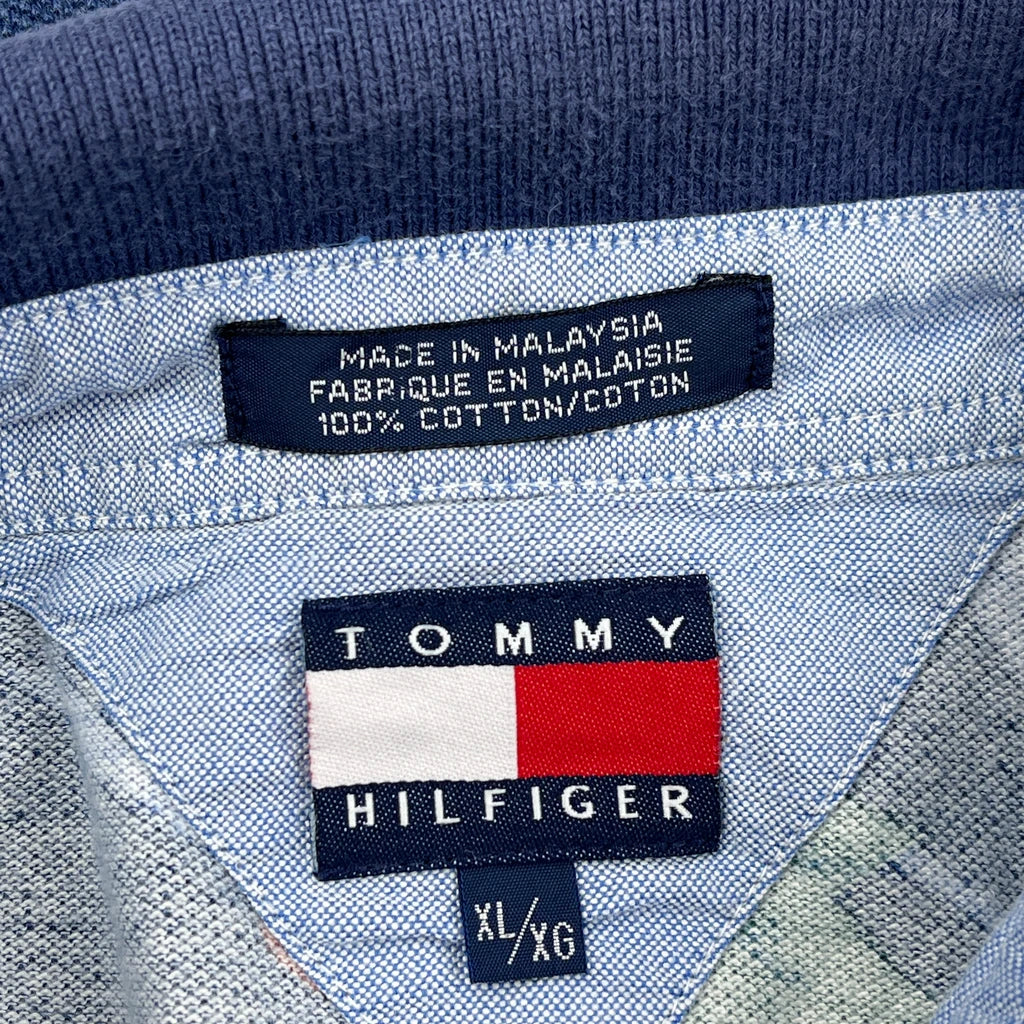 MADE IN MALAYSIA
FABRIQUE EN MALAISIE
100% COTTON/COTON
TOMMY
HILFIGER
XL/XG